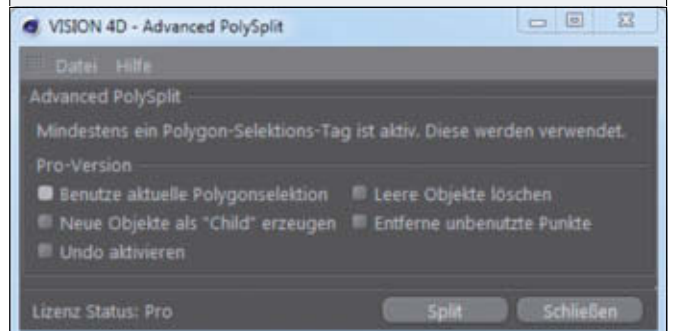 VISION 4D - Advanced PolySplit
Datei Hilfe
Advanced PolySplit
Mindestens ein Polygon-Selektions-Tag ist aktiv. Diese werden verwendet.
Pro-Version
Benutze aktuelle Polygonselektion Leere Objekte löschen
Neue Objekte als "Child" erzeugen Entferne unbenutzte Punkte
Undo aktivieren
Lizenz Status: Pro Split Schließen